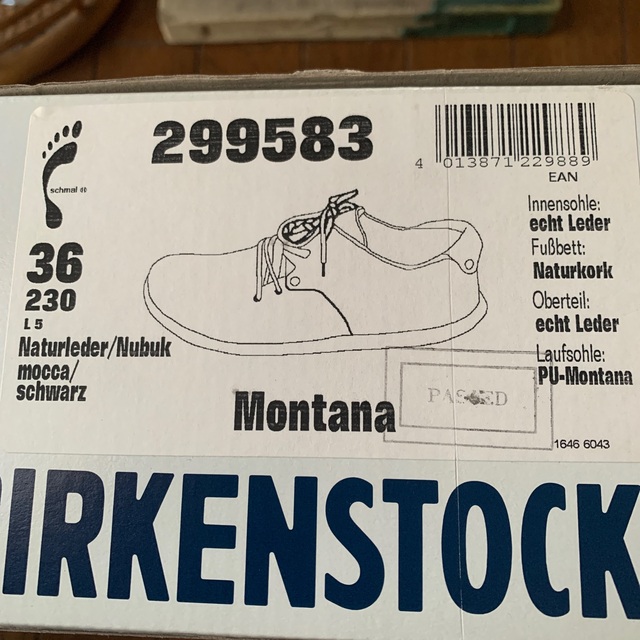 299583
4 013871 229889
EAN
schmal
36
230
L 5
Naturleder/Nubuk
mocca/
schwarz
Innensohle:
echt Leder
Fußbett:
Naturkork
Oberteil:
echt Leder
Laufsohle:
PU-Montana
Montana
PASSED
1646 6043
BIRKENSTOCK